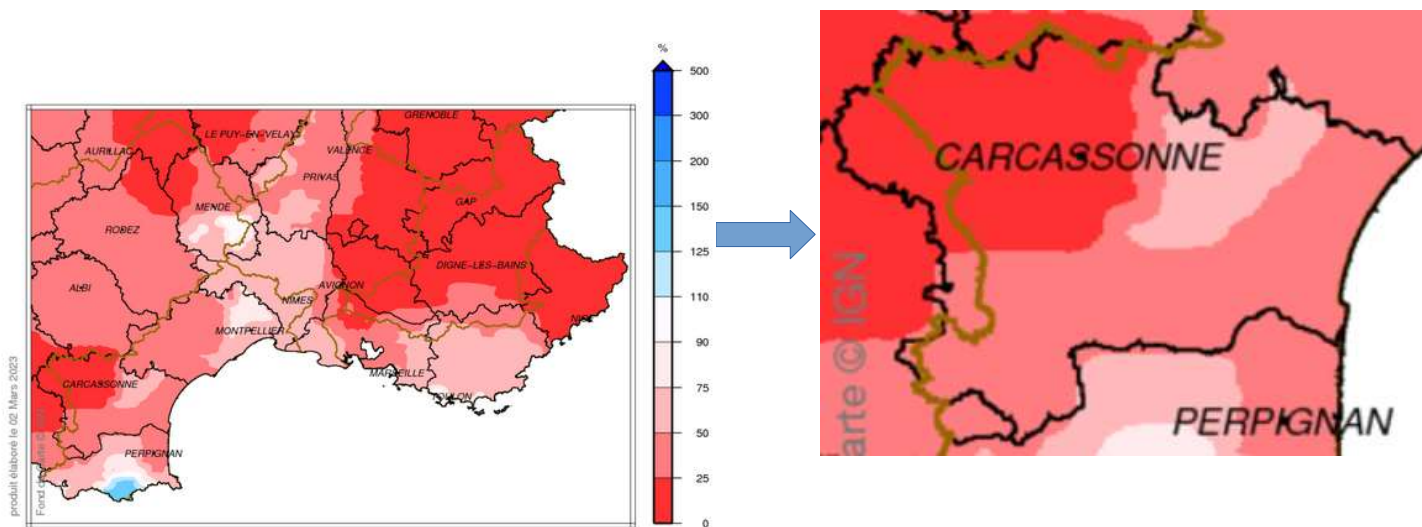 %
500
300
200
150
125
110
90
75
50
25
0
GRENOBLE
LE PUY-EN-VELAY
AURILLAC
VALENCE
PRIVAS
MENDE
GAP
RODEZ
DIGNE-LES-BAINS
ALBI
AVIGNON
NIMES
MONTPELLIER
MARSEILLE
TOULON
CARCASSONNE
PERPIGNAN
produit élaboré le 02 Mars 2023
CARCASSONNE
arte © IGN
PERPIGNAN